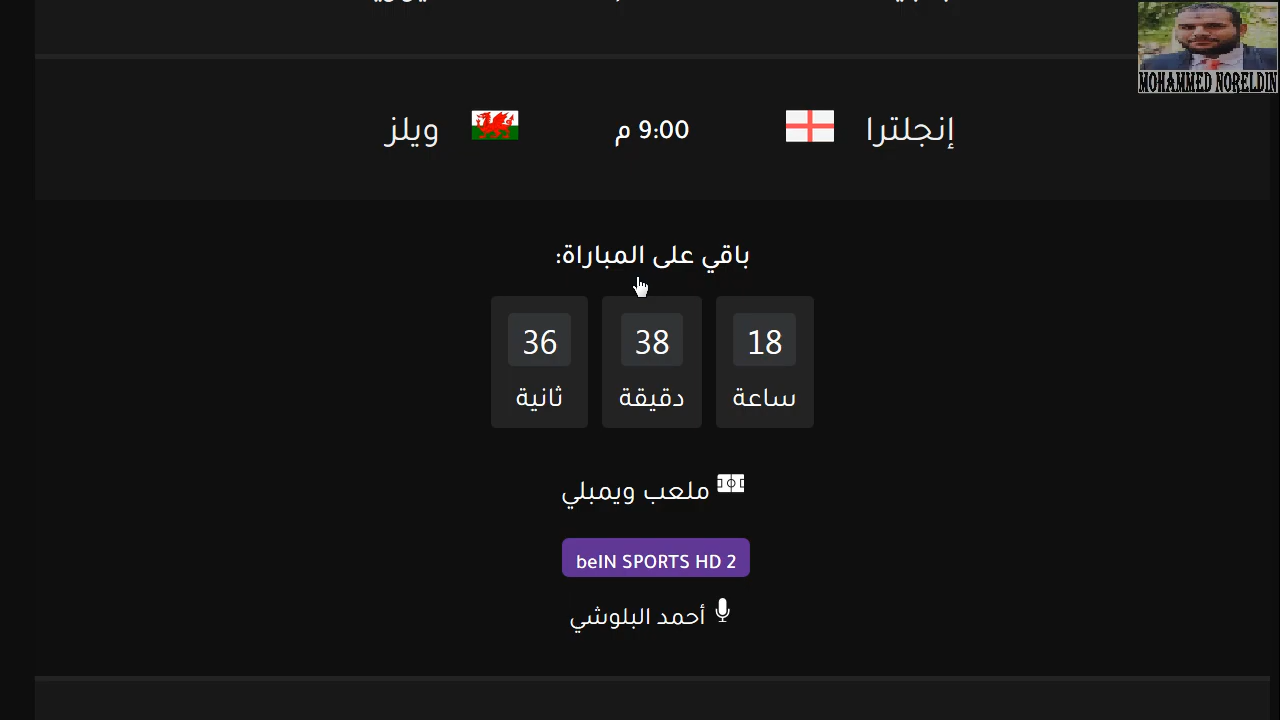 MOHAMMED NORELDIN
إنجلترا 9:00 م ويلز
باقي على المباراة:
18 38 36
ساعة دقيقة ثانية
ملعب ويمبلي
beIN SPORTS HD 2
أحمد البلوشي